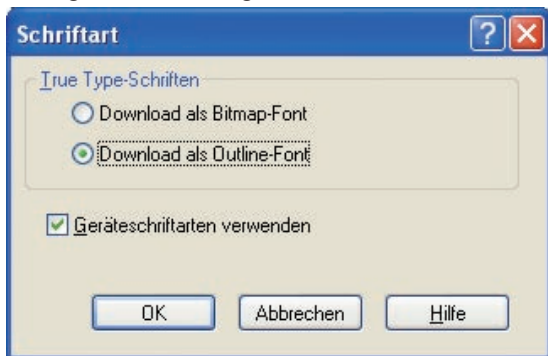 Schriftart
True Type-Schriften
Download als Bitmap-Font
Download als Outline-Font
Geräteschriftarten verwenden
OK Abbrechen Hilfe